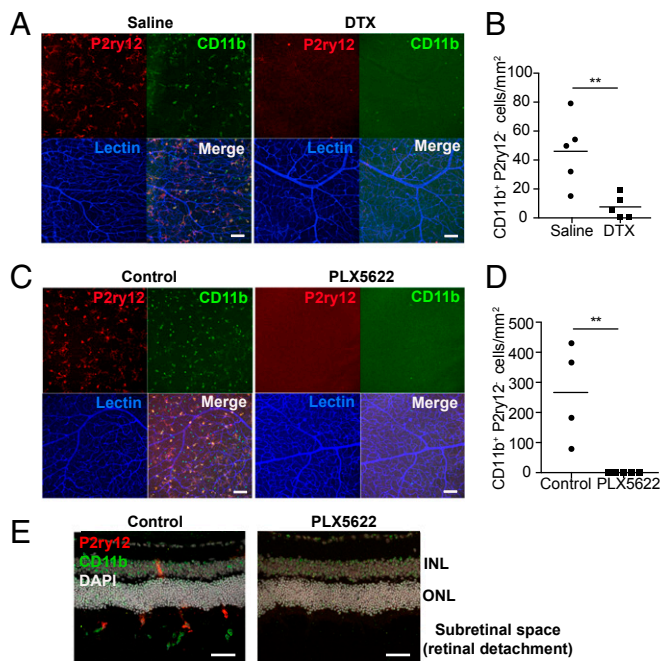 A
Saline DTX
P2ry12 CD11b P2ry12 CD11b
Lectin Merge Lectin Merge
B
CD11b⁺ P2ry12⁻ cells/mm²
100
80
60
40
20
0
**
Saline DTX
C
Control PLX5622
P2ry12 CD11b P2ry12 CD11b
Lectin Merge Lectin Merge
D
CD11b⁺ P2ry12⁻ cells/mm²
500
400
300
200
100
0
**
Control PLX5622
E
Control PLX5622
P2ry12
CD11b
DAPI
INL
ONL
Subretinal space
(retinal detachment)